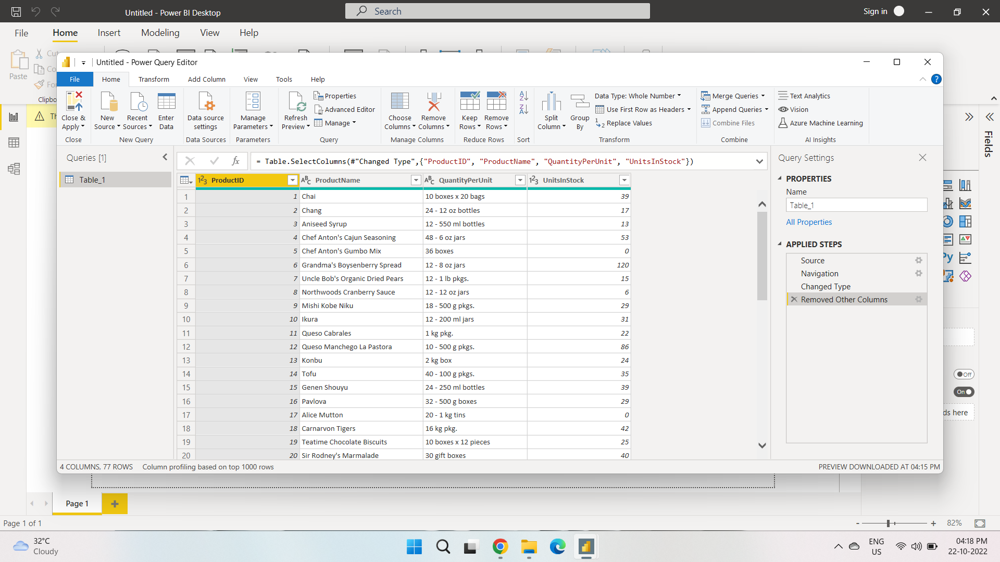 Untitled - Power BI Desktop
Search
Sign in
File Home Insert Modeling View Help
Paste
Clipbo
Untitled - Power Query Editor
File Home Transform Add Column View Tools Help
Close & Apply
Close
New Source
Recent Sources
Enter Data
New Query
Data source settings
Data Sources
Manage Parameters
Parameters
Refresh Preview
Properties
Advanced Editor
Manage
Query
Choose Columns
Remove Columns
Manage Columns
Keep Rows
Remove Rows
Reduce Rows
Sort
Split Column
Group By
Data Type: Whole Number
Use First Row as Headers
Replace Values
Transform
Merge Queries
Append Queries
Combine Files
Combine
Text Analytics
Vision
Azure Machine Learning
AI Insights
Th
Fields
Queries [1]
Table_1
= Table.SelectColumns(#"Changed Type",{"ProductID", "ProductName", "QuantityPerUnit", "UnitsInStock"})
ProductID ProductName QuantityPerUnit UnitsInStock
1 1 Chai 10 boxes x 20 bags 39
2 2 Chang 24 - 12 oz bottles 17
3 3 Aniseed Syrup 12 - 550 ml bottles 13
4 4 Chef Anton's Cajun Seasoning 48 - 6 oz jars 53
5 5 Chef Anton's Gumbo Mix 36 boxes 0
6 6 Grandma's Boysenberry Spread 12 - 8 oz jars 120
7 7 Uncle Bob's Organic Dried Pears 12 - 1 lb pkgs. 15
8 8 Northwoods Cranberry Sauce 12 - 12 oz jars 6
9 9 Mishi Kobe Niku 18 - 500 g pkgs. 29
10 10 Ikura 12 - 200 ml jars 31
11 11 Queso Cabrales 1 kg pkg. 22
12 12 Queso Manchego La Pastora 10 - 500 g pkgs. 86
13 13 Konbu 2 kg box 24
14 14 Tofu 40 - 100 g pkgs. 35
15 15 Genen Shouyu 24 - 250 ml bottles 39
16 16 Pavlova 32 - 500 g boxes 29
17 17 Alice Mutton 20 - 1 kg tins 0
18 18 Carnarvon Tigers 16 kg pkg. 42
19 19 Teatime Chocolate Biscuits 10 boxes x 12 pieces 25
20 20 Sir Rodney's Marmalade 30 gift boxes 40
Query Settings
PROPERTIES
Name
Table_1
All Properties
APPLIED STEPS
Source
Navigation
Changed Type
Removed Other Columns
Off
On
ds here
4 COLUMNS, 77 ROWS Column profiling based on top 1000 rows
PREVIEW DOWNLOADED AT 04:15 PM
Page 1
Page 1 of 1
82%
32°C
Cloudy
ENG
US
04:18 PM
22-10-2022